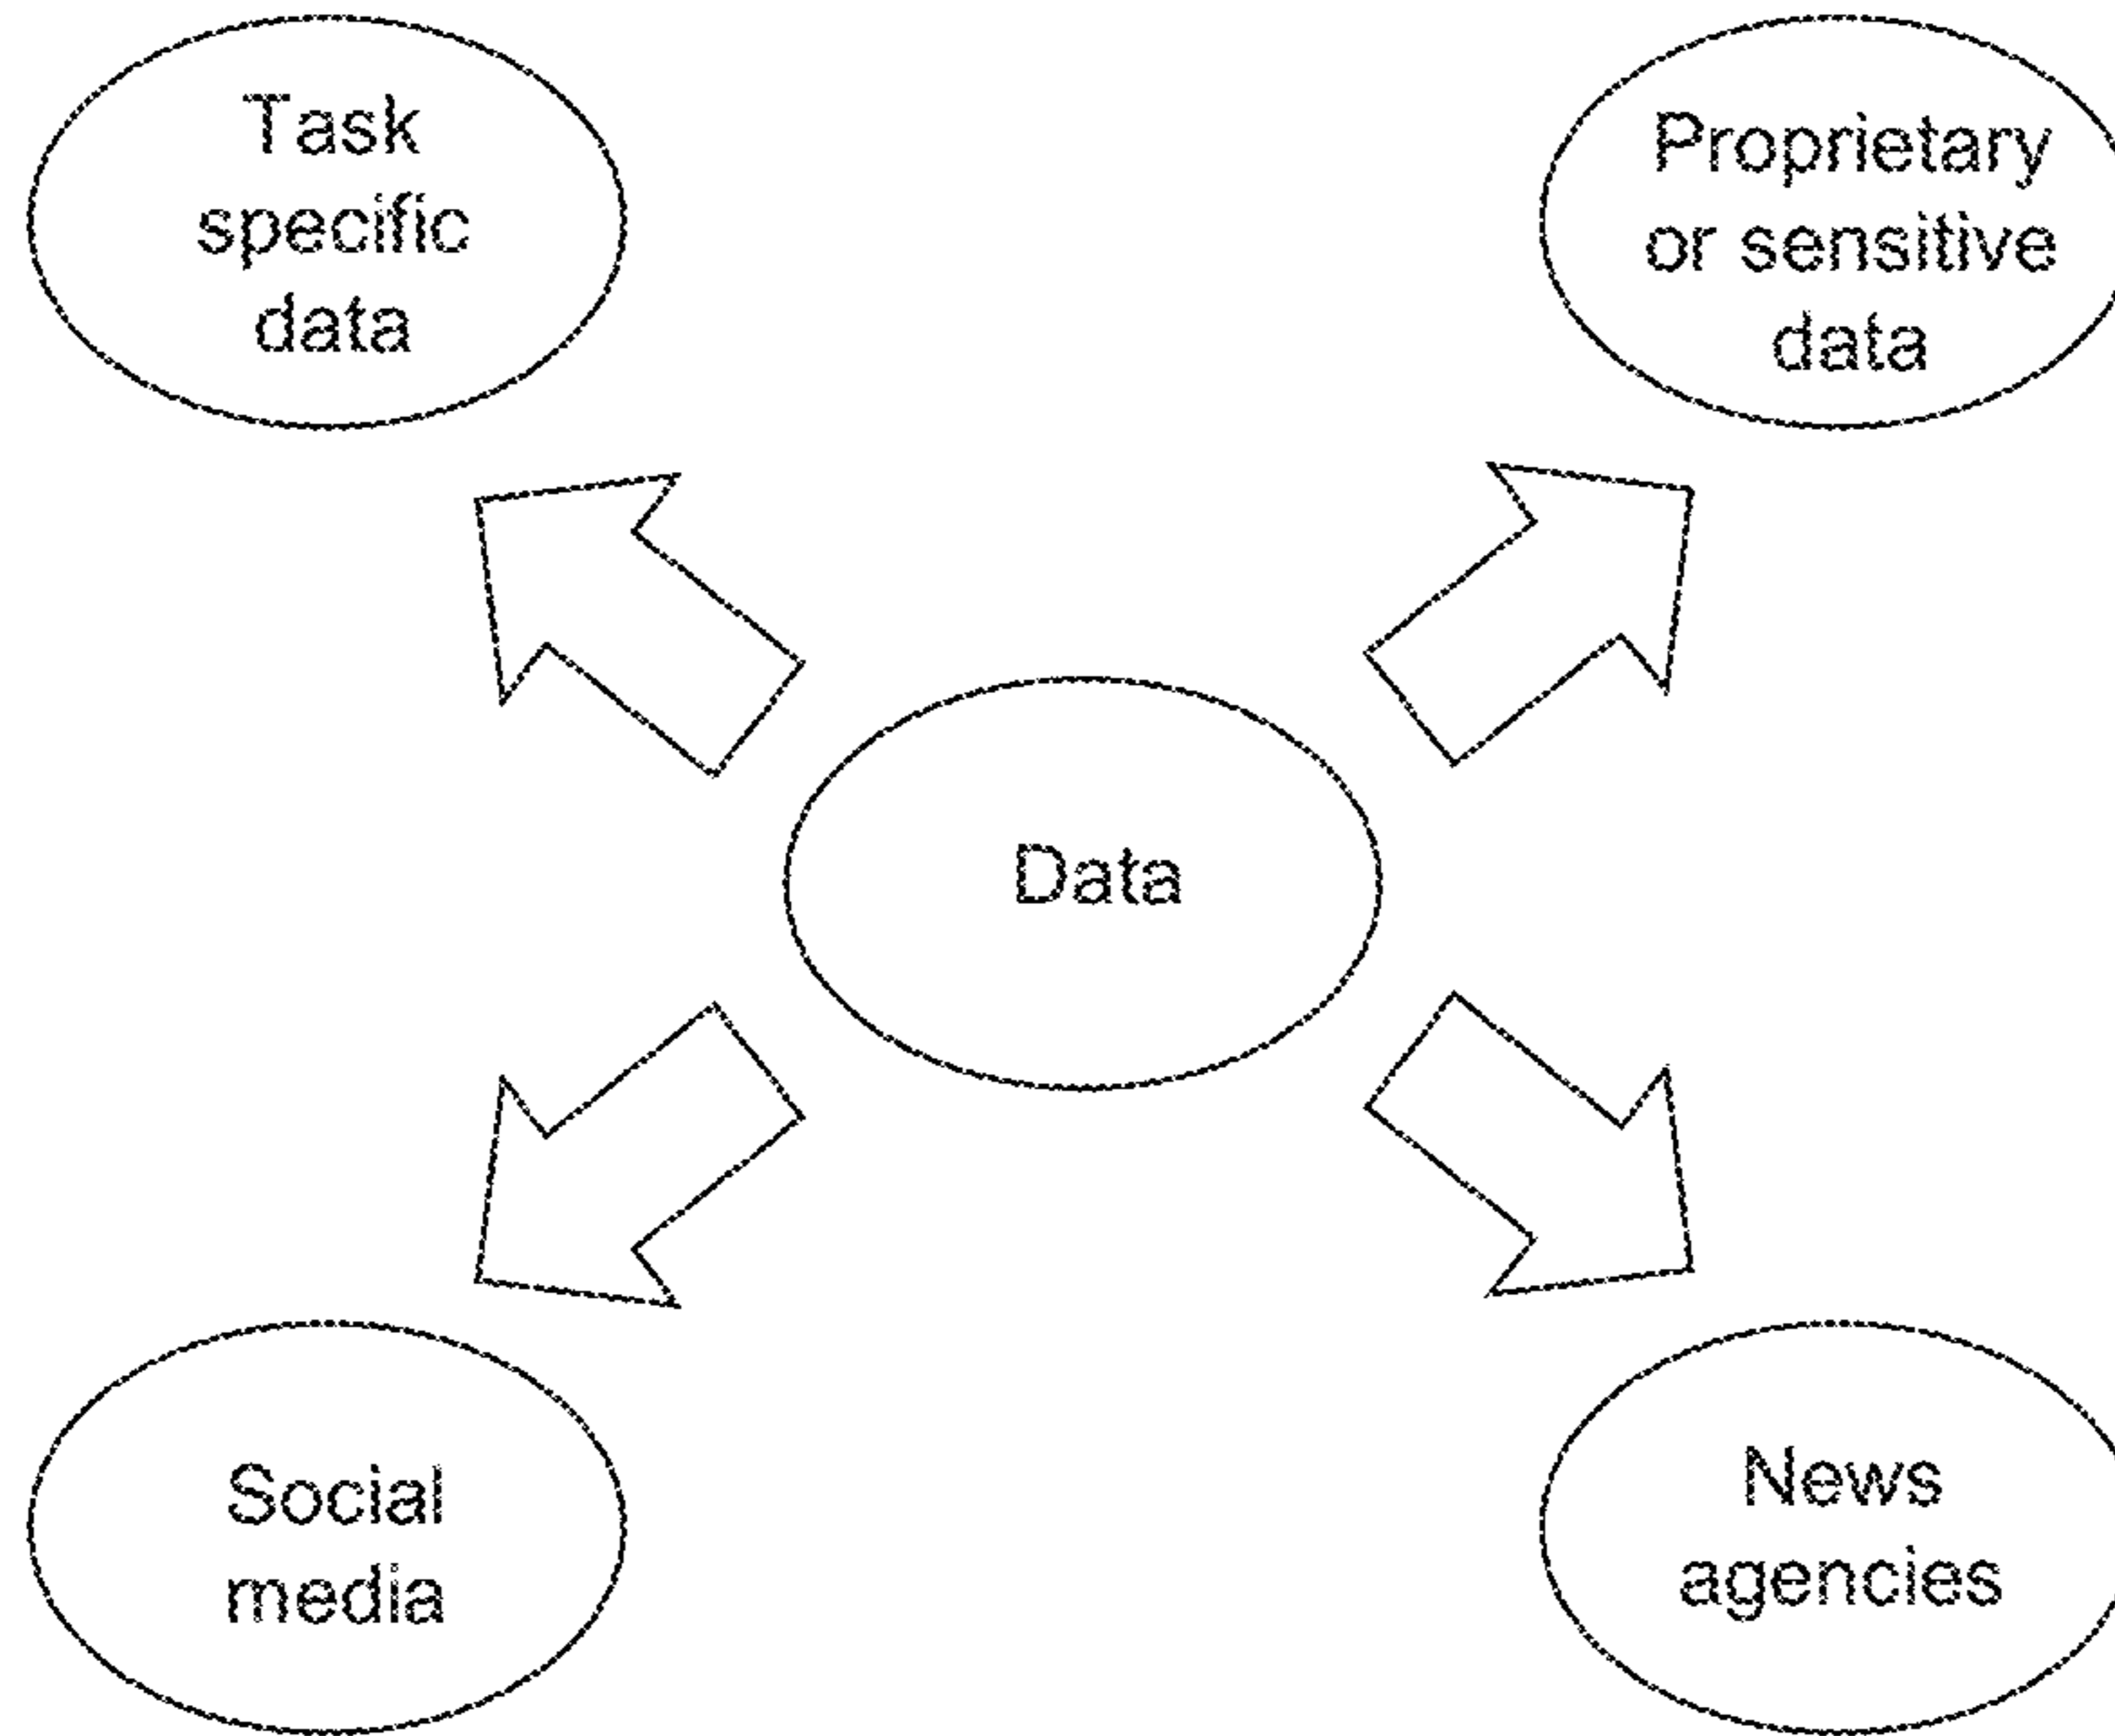 Task
specific
data
Proprietary
or sensitive
data
Data
Social
media
News
agencies